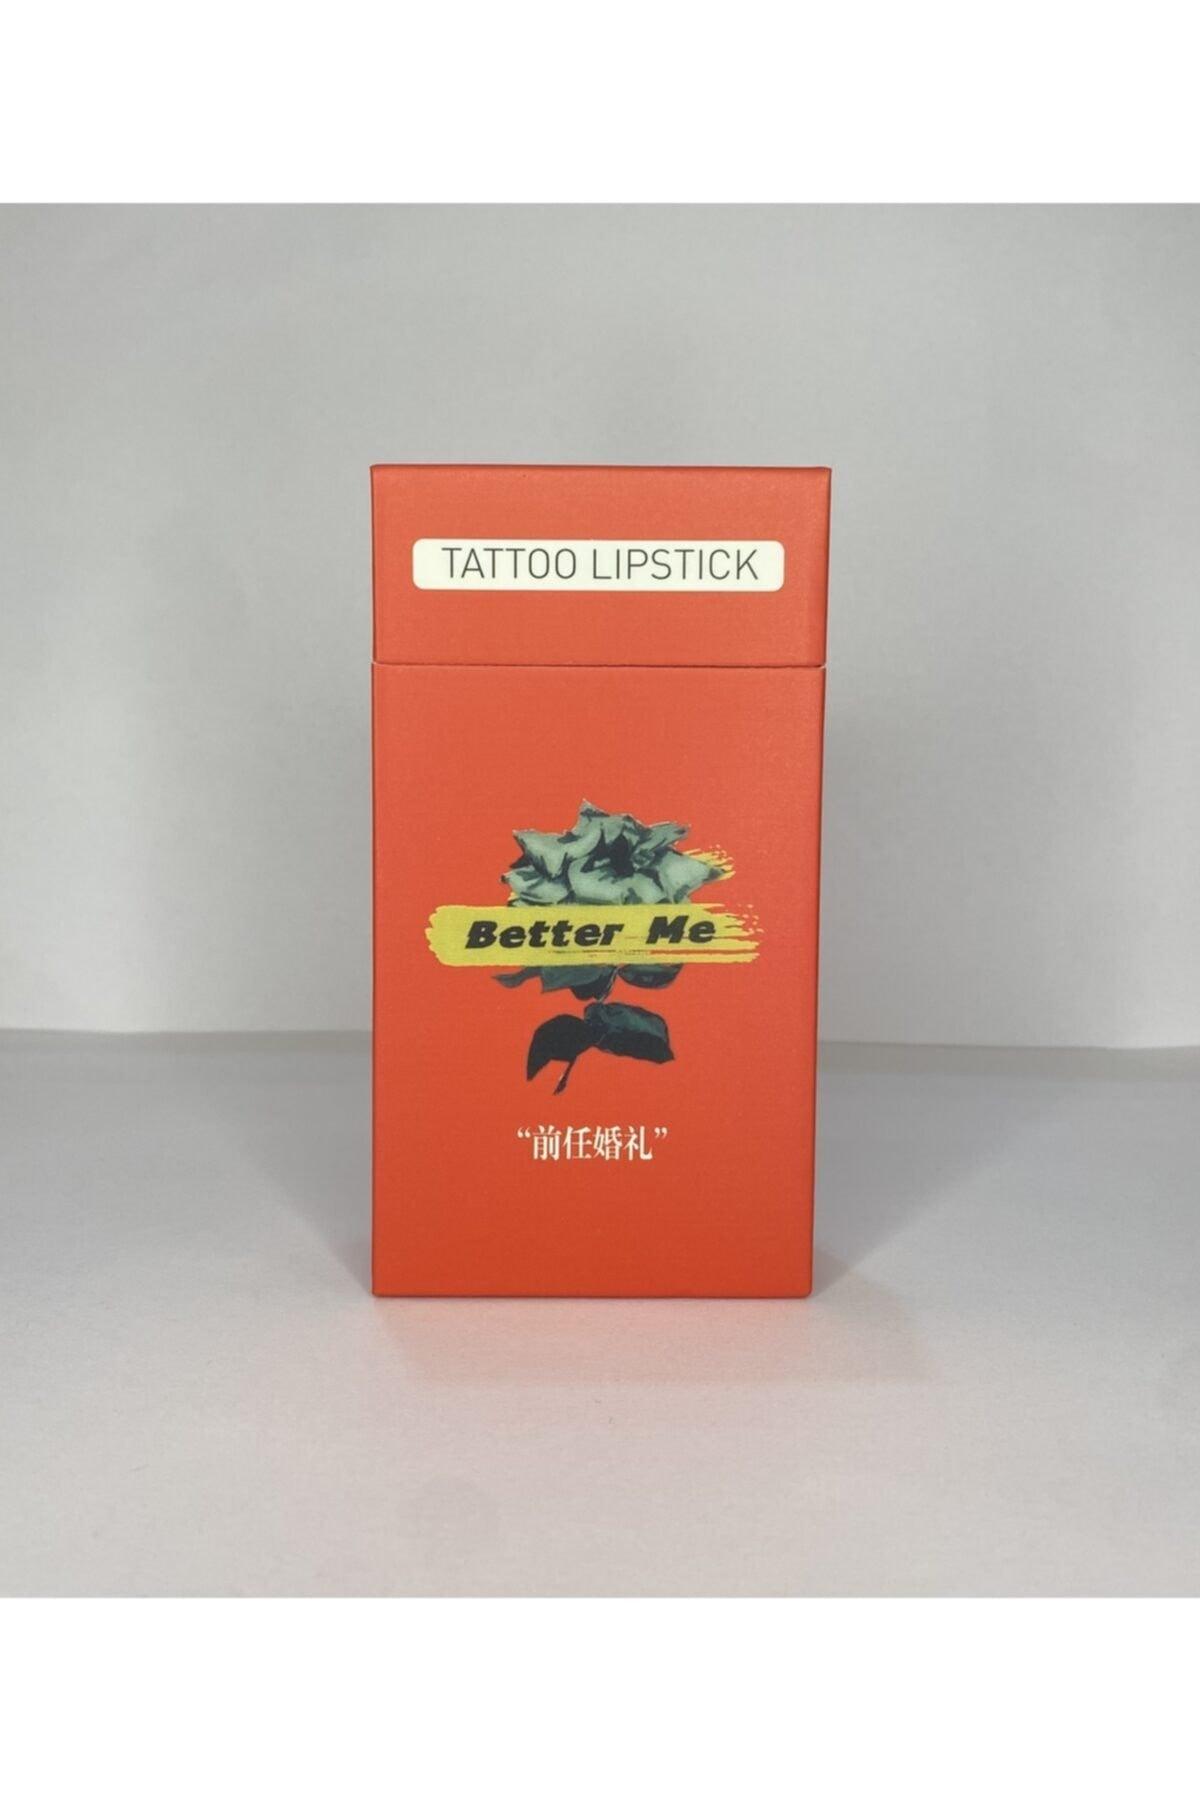 TATTOO LIPSTICK
Better Me
“前任婚礼”